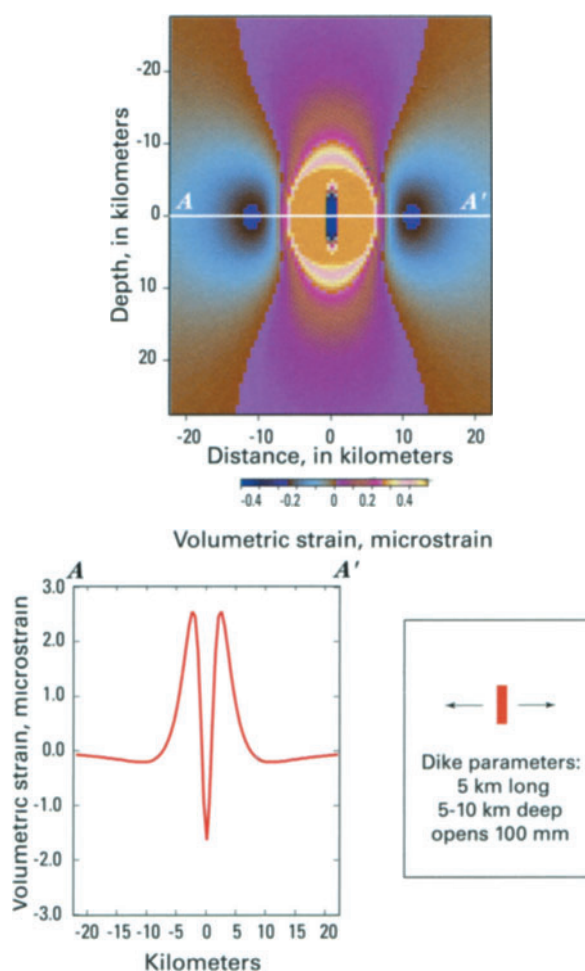 -20
-10
0
10
20
Depth, in kilometers
A
A'
-20
-10
0
10
20
Distance, in kilometers
-0.4
-0.2
0
0.2
0.4
Volumetric strain, microstrain
A
A'
3.0
2.0
1.0
0.0
-1.0
-2.0
-3.0
Volumetric strain, microstrain
-20 -15 -10 -5 0 5 10 15 20
Kilometers
Dike parameters:
5 km long
5-10 km deep
opens 100 mm